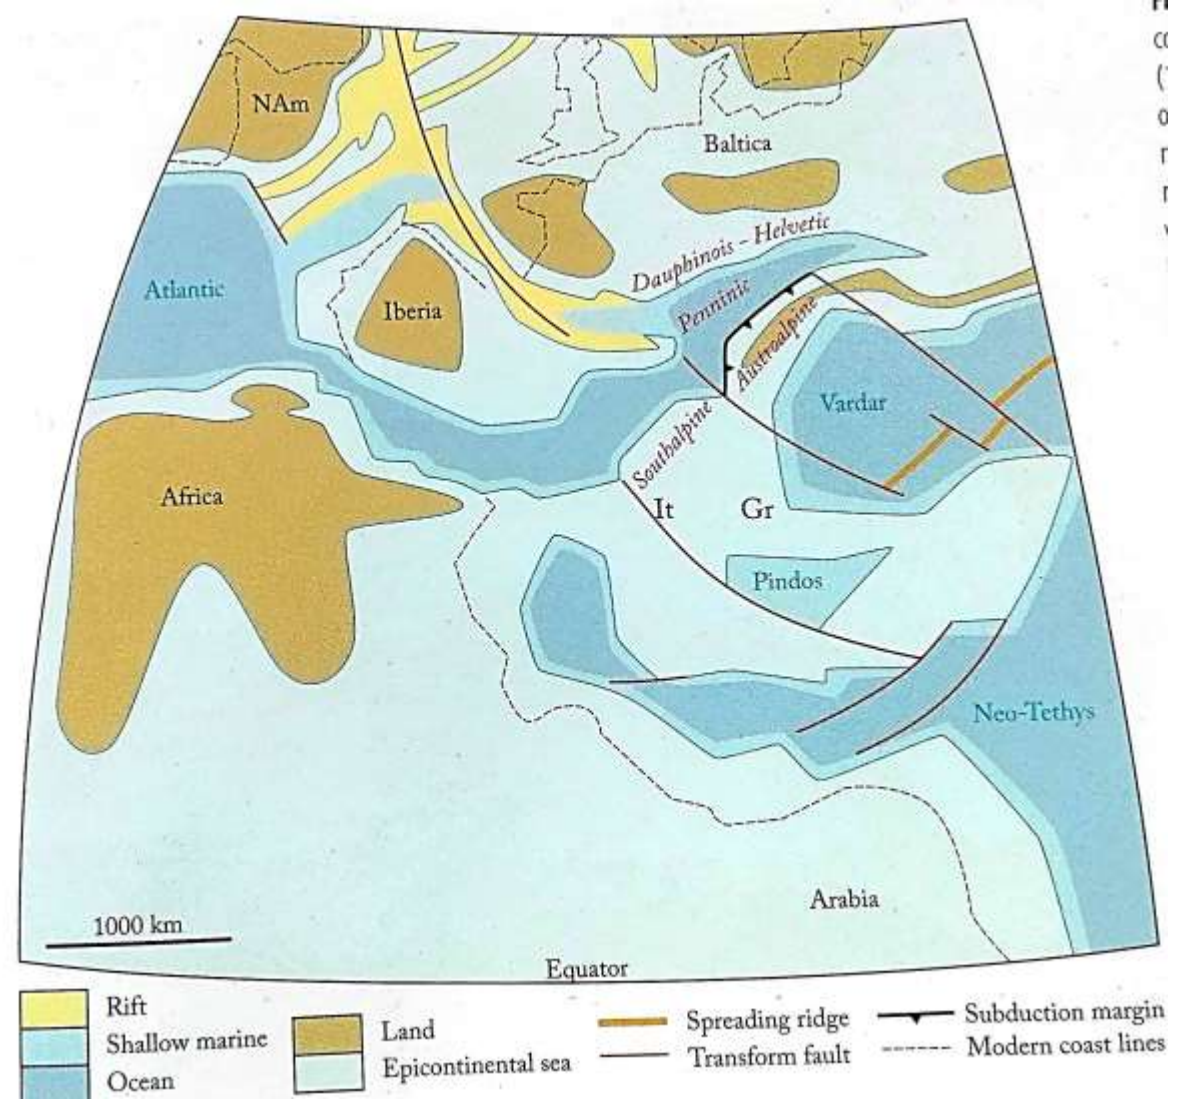 NAm
Baltica
Dauphinois - Helvetic
Atlantic
Penninic
Iberia
Austroalpine
Vardar
Southalpine
Africa
It
Gr
Pindos
Neo-Tethys
Arabia
1000 km
Equator
Rift
Shallow marine
Ocean
Land
Epicontinental sea
Spreading ridge
Transform fault
Subduction margin
Modern coast lines